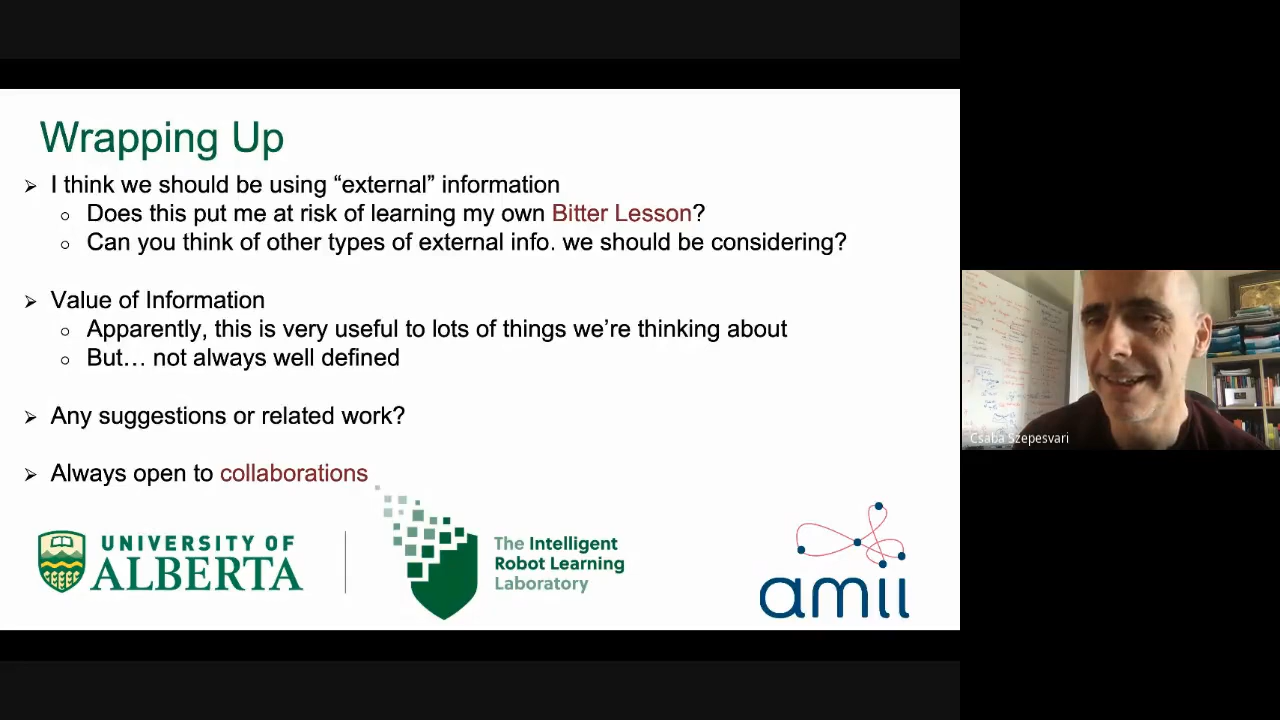 Wrapping Up
➢ I think we should be using “external” information
○ Does this put me at risk of learning my own Bitter Lesson?
○ Can you think of other types of external info. we should be considering?
➢ Value of Information
○ Apparently, this is very useful to lots of things we’re thinking about
○ But… not always well defined
➢ Any suggestions or related work?
➢ Always open to collaborations
UNIVERSITY OF
ALBERTA
The Intelligent
Robot Learning
Laboratory
amii
Csaba Szepesvari